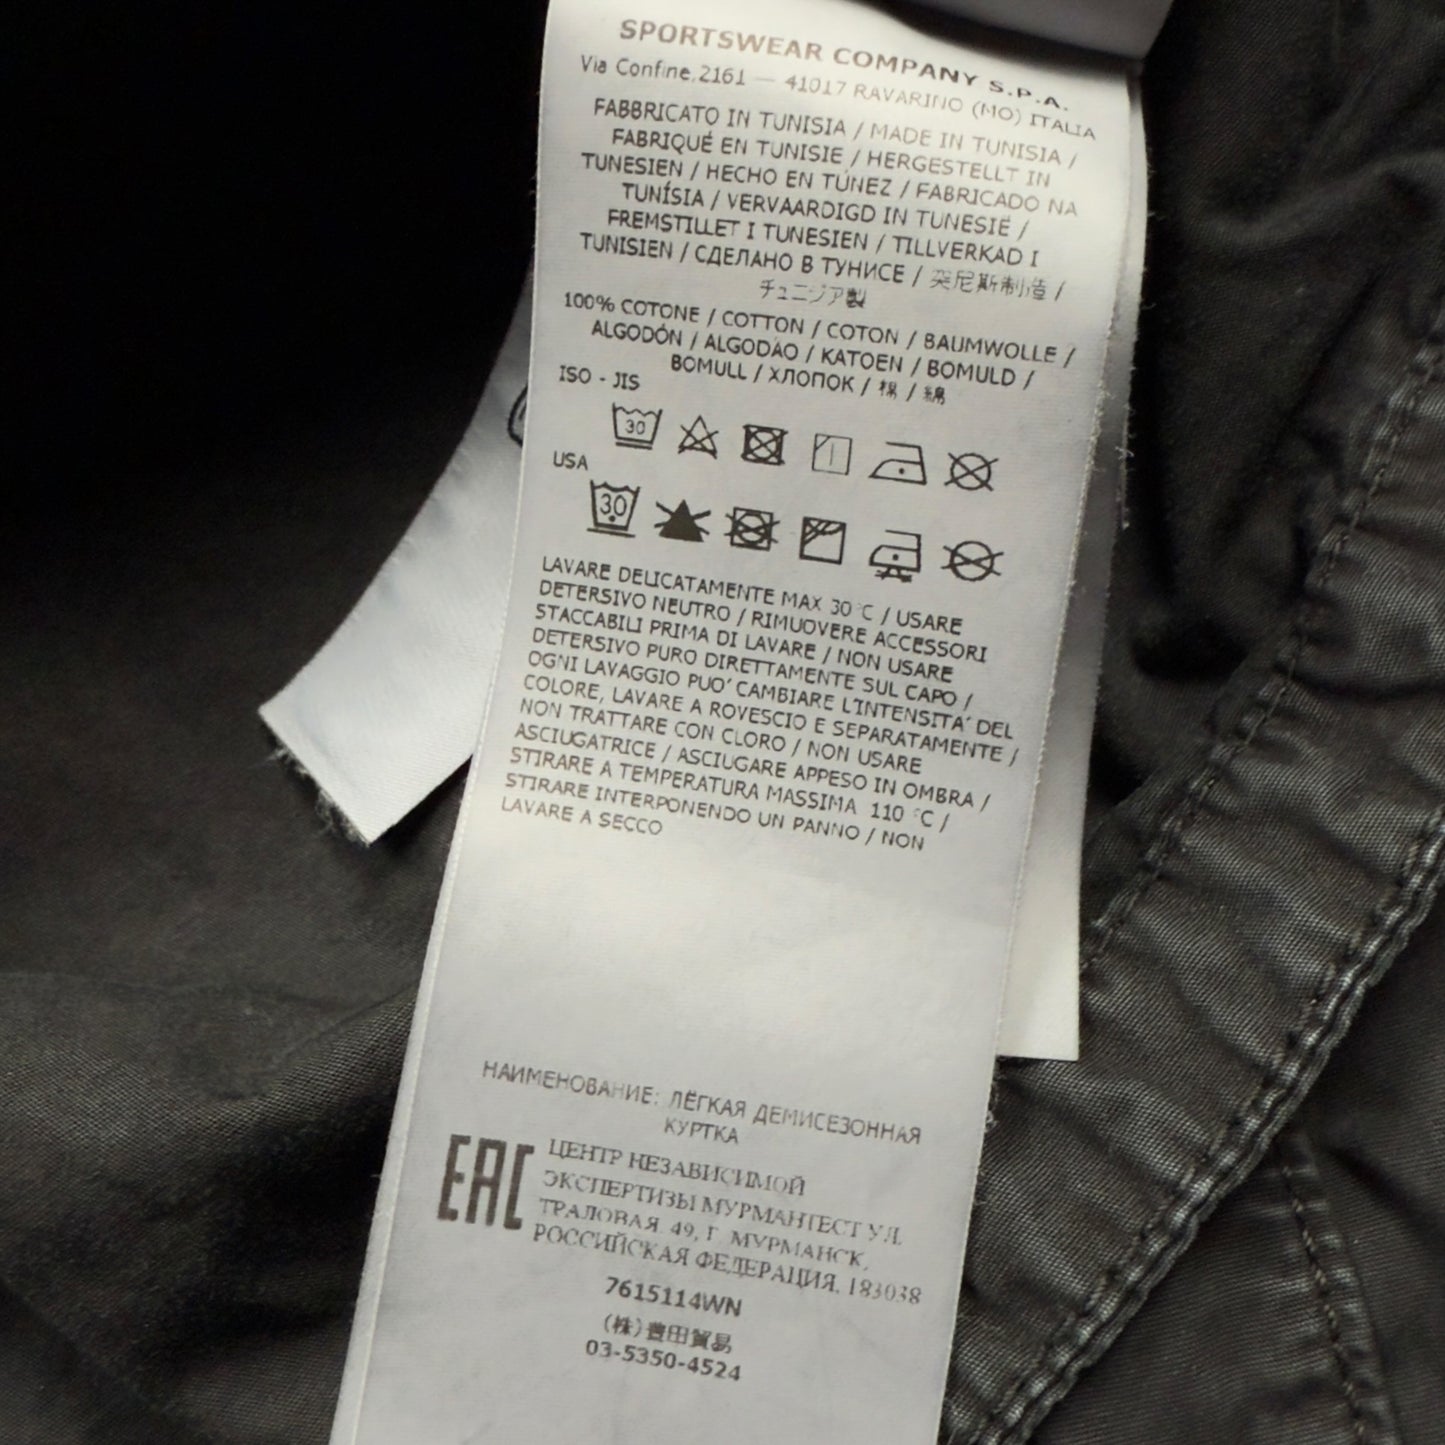 SPORTSWEAR COMPANY S.P.A.
Via Confine,2161 — 41017 RAVARINO (MO) ITALIA
FABBRICATO IN TUNISIA / MADE IN TUNISIA /
FABRIQUÉ EN TUNISIE / HERGESTELLT IN
TUNESIEN / HECHO EN TÚNEZ / FABRICADO NA
TUNÍSIA / VERVAARDIGD IN TUNESIË /
FREMSTILLET I TUNESIEN / TILLVERKAD I
TUNISIEN / СДЕЛАНО В ТУНИСЕ / 突尼斯制造 /
チュニジア製
100% COTONE / COTTON / COTON / BAUMWOLLE /
ALGODÓN / ALGODÃO / KATOEN / BOMULD /
BOMULL / ХЛОПОК / 棉 / 綿
ISO - JIS
30
USA
30
LAVARE DELICATAMENTE MAX 30°C / USARE
DETERSIVO NEUTRO / RIMUOVERE ACCESSORI
STACCABILI PRIMA DI LAVARE / NON USARE
DETERSIVO PURO DIRETTAMENTE SUL CAPO /
OGNI LAVAGGIO PUO' CAMBIARE L'INTENSITA' DEL
COLORE, LAVARE A ROVESCIO E SEPARATAMENTE /
NON TRATTARE CON CLORO / NON USARE
ASCIUGATRICE / ASCIUGARE APPESO IN OMBRA /
STIRARE A TEMPERATURA MASSIMA 110 °C /
STIRARE INTERPONENDO UN PANNO / NON
LAVARE A SECCO
НАИМЕНОВАНИЕ: ЛЁГКАЯ ДЕМИСЕЗОННАЯ
КУРТКА
EAC
ЦЕНТР НЕЗАВИСИМОЙ
ЭКСПЕРТИЗЫ МУРМАНТЕСТ УЛ.
ТРАЛОВАЯ, 49, Г. МУРМАНСК,
РОССИЙСКАЯ ФЕДЕРАЦИЯ, 183038
7615114WN
(株)豊田貿易
03-5350-4524